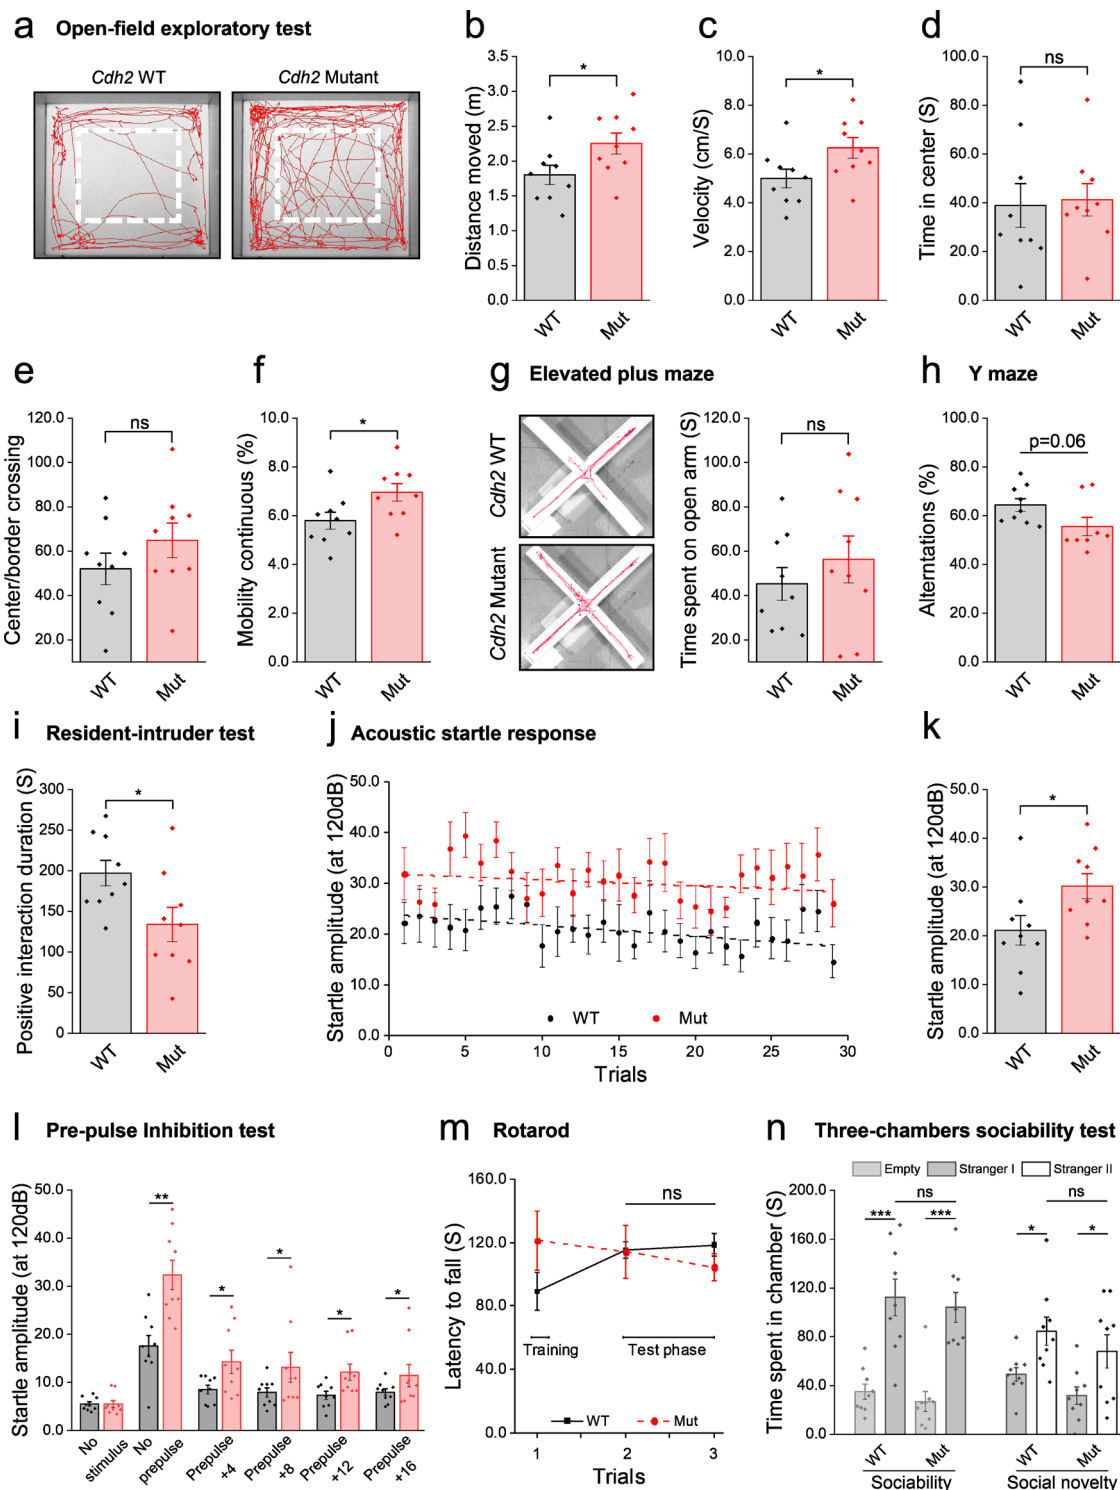 a Open-field exploratory test
Cdh2 WT
Cdh2 Mutant
b
Distance moved (m)
3.5
3.0
2.5
2.0
1.5
1.0
0.5
0.0
*
WT
Mut
c
Velocity (cm/S)
10.0
8.0
6.0
4.0
2.0
0.0
*
WT
Mut
d
Time in center (S)
100.0
80.0
60.0
40.0
20.0
0.0
ns
WT
Mut
e
Center/border crossing
120.0
100.0
80.0
60.0
40.0
20.0
ns
WT
Mut
f
Mobility continuous (%)
10.0
8.0
6.0
4.0
2.0
0.0
*
WT
Mut
g Elevated plus maze
Cdh2 WT
Cdh2 Mutant
Time spent on open arm (S)
120.0
100.0
80.0
60.0
40.0
20.0
ns
WT
Mut
h Y maze
Alterntations (%)
100.0
80.0
60.0
40.0
20.0
0.0
p=0.06
WT
Mut
i Resident-intruder test
Positive interaction duration (S)
300
250
200
150
100
50
0
*
WT
Mut
j Acoustic startle response
Startle amplitude (at 120dB)
50.0
40.0
30.0
20.0
10.0
0.0
WT
Mut
0 5 10 15 20 25 30
Trials
k
Startle amplitude (at 120dB)
50.0
40.0
30.0
20.0
10.0
0.0
*
WT
Mut
l Pre-pulse Inhibition test
Startle amplitude (at 120dB)
50.0
40.0
30.0
20.0
10.0
0.0
**
*
*
*
*
No stimulus
No prepulse
Prepulse +4
Prepulse +8
Prepulse +12
Prepulse +16
m Rotarod
Latency to fall (S)
160.0
120.0
80.0
40.0
0.0
ns
Training
Test phase
WT
Mut
1 2 3
Trials
n Three-chambers sociability test
Empty
Stranger I
Stranger II
Time spent in chamber (S)
200.0
160.0
120.0
80.0
40.0
0.0
ns
ns
***
***
*
*
WT
Mut
WT
Mut
Sociability
Social novelty